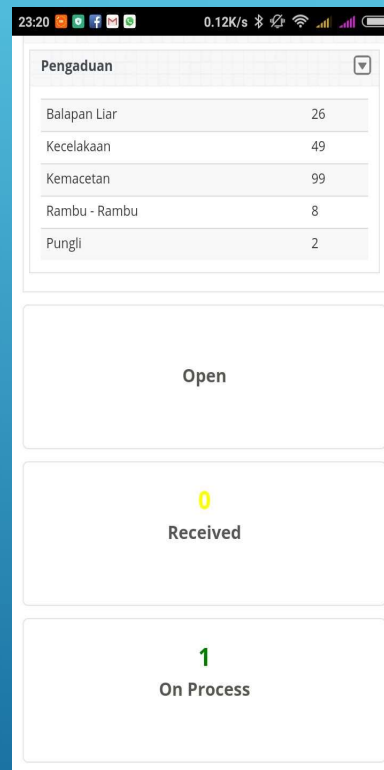 23:20 0.12K/s
Pengaduan
Balapan Liar 26
Kecelakaan 49
Kemacetan 99
Rambu - Rambu 8
Pungli 2
Open
0
Received
1
On Process